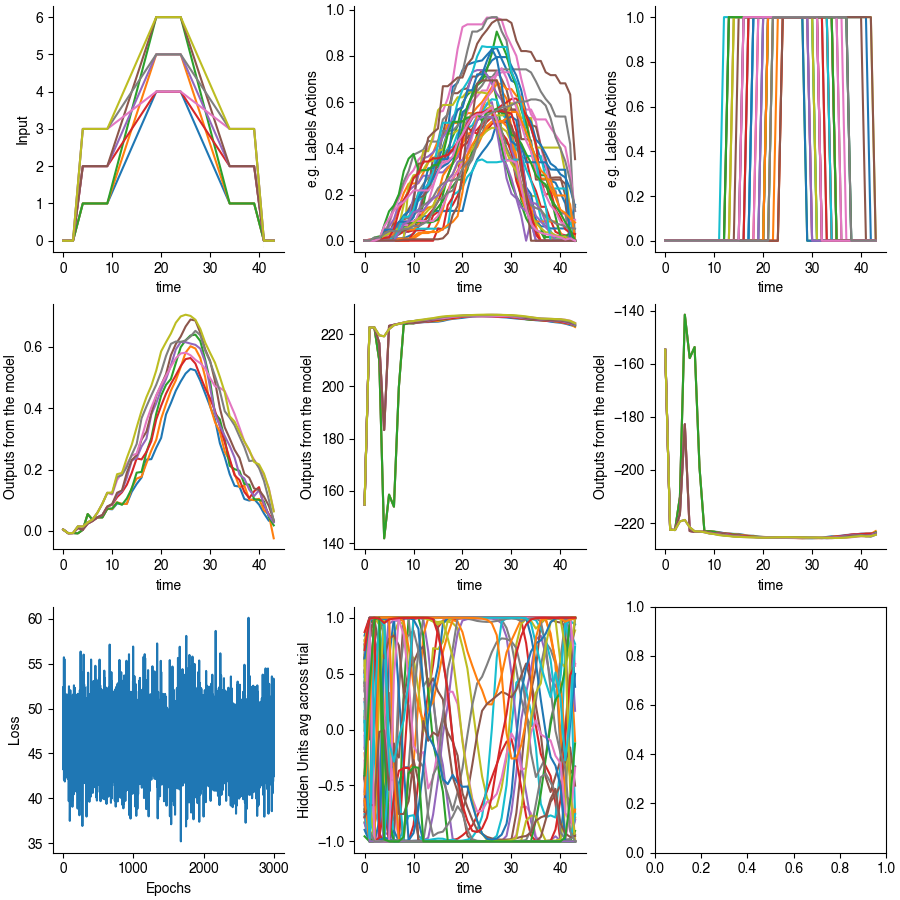 6
5
4
3
2
1
0
Input
0 10 20 30 40
time
1.0
0.8
0.6
0.4
0.2
0.0
e.g. Labels Actions
0 10 20 30 40
time
1.0
0.8
0.6
0.4
0.2
0.0
e.g. Labels Actions
0 10 20 30 40
time
0.6
0.4
0.2
0.0
Outputs from the model
0 10 20 30 40
time
220
200
180
160
140
Outputs from the model
0 10 20 30 40
time
−140
−160
−180
−200
−220
Outputs from the model
0 10 20 30 40
time
60
55
50
45
40
35
Loss
0 1000 2000 3000
Epochs
1.0
0.5
0.0
−0.5
−1.0
Hidden Units avg across trial
0 10 20 30 40
time
1.0
0.8
0.6
0.4
0.2
0.0
0.0 0.2 0.4 0.6 0.8 1.0